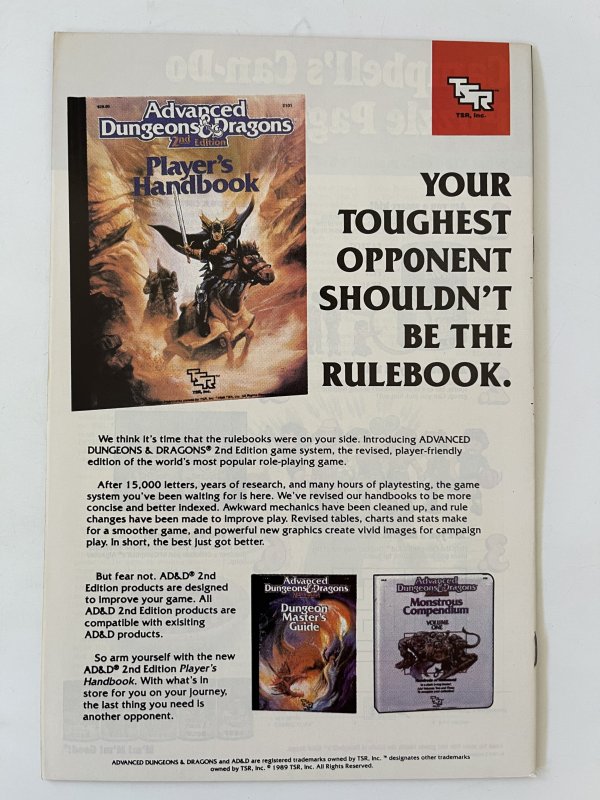 TSR
TSR, Inc.
Advanced
Dungeons & Dragons
2nd Edition
Player's
Handbook
2101
TSR
TSR, Inc.
YOUR
TOUGHEST
OPPONENT
SHOULDN'T
BE THE
RULEBOOK.
We think it's time that the rulebooks were on your side. Introducing ADVANCED
DUNGEONS & DRAGONS® 2nd Edition game system, the revised, player-friendly
edition of the world's most popular role-playing game.
After 15,000 letters, years of research, and many hours of playtesting, the game
system you've been waiting for is here. We've revised our handbooks to be more
concise and better indexed. Awkward mechanics have been cleaned up, and rule
changes have been made to improve play. Revised tables, charts and stats make
for a smoother game, and powerful new graphics create vivid images for campaign
play. In short, the best just got better.
But fear not. AD&D® 2nd
Edition products are designed
to improve your game. All
AD&D 2nd Edition products are
compatible with exisiting
AD&D products.
So arm yourself with the new
AD&D® 2nd Edition Player's
Handbook. With what's in
store for you on your journey,
the last thing you need is
another opponent.
Advanced
Dungeons & Dragons
Dungeon
Master's
Guide
Advanced
Dungeons & Dragons
Monstrous
Compendium
VOLUME
ONE
ADVANCED DUNGEONS & DRAGONS and AD&D are registered trademarks owned by TSR, Inc. ™ designates other trademarks
owned by TSR, Inc. © 1989 TSR, Inc. All Rights Reserved.